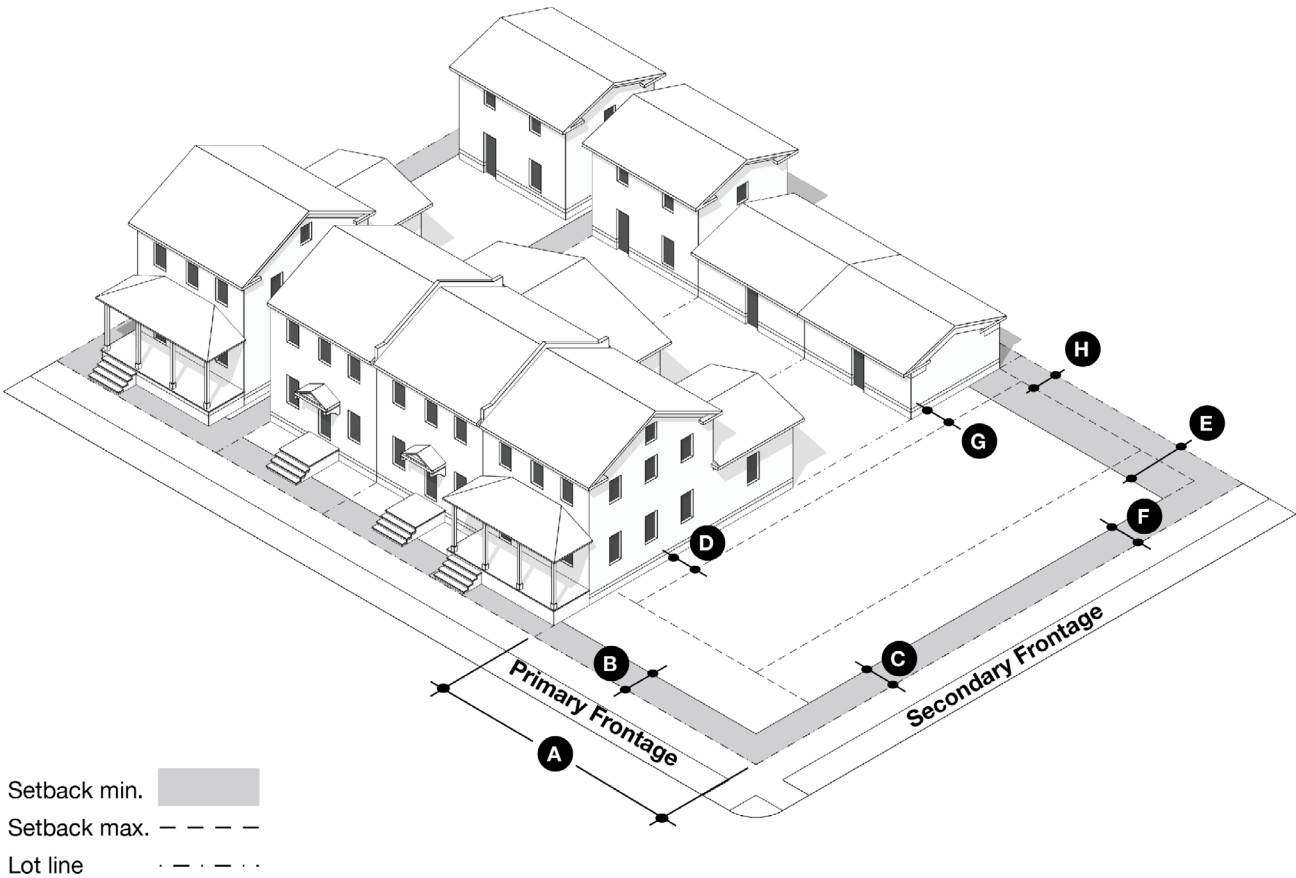 H
E
G
F
D
C
B
Primary Frontage
Secondary Frontage
A
Setback min.
Setback max.
Lot line